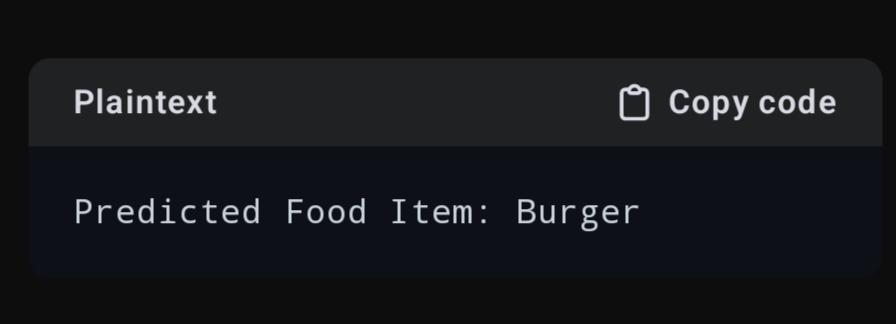 Plaintext
Copy code
Predicted Food Item: Burger